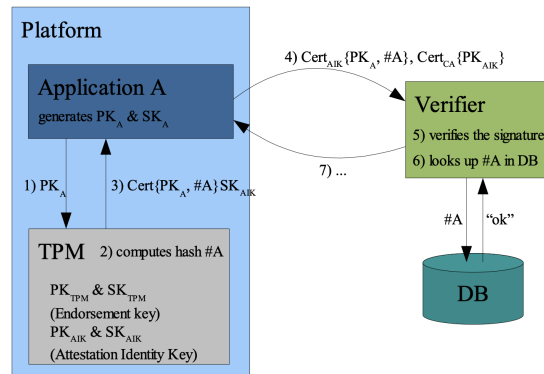 Platform
Application A
generates PK_A & SK_A
1) PK_A
3) Cert{PK_A, #A}SK_AIK
TPM
2) computes hash #A
PK_TPM & SK_TPM
(Endorsement key)
PK_AIK & SK_AIK
(Attestation Identity Key)
4) Cert_AIK{PK_A, #A}, Cert_CA{PK_AIK}
7) ...
Verifier
5) verifies the signature
6) looks up #A in DB
#A
“ok”
DB